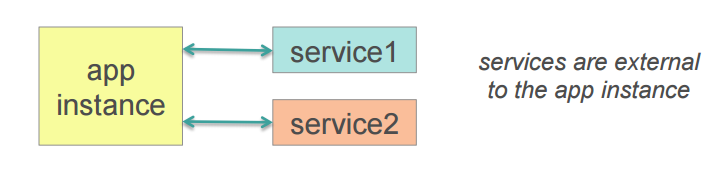 app
instance
service1
service2
services are external
to the app instance